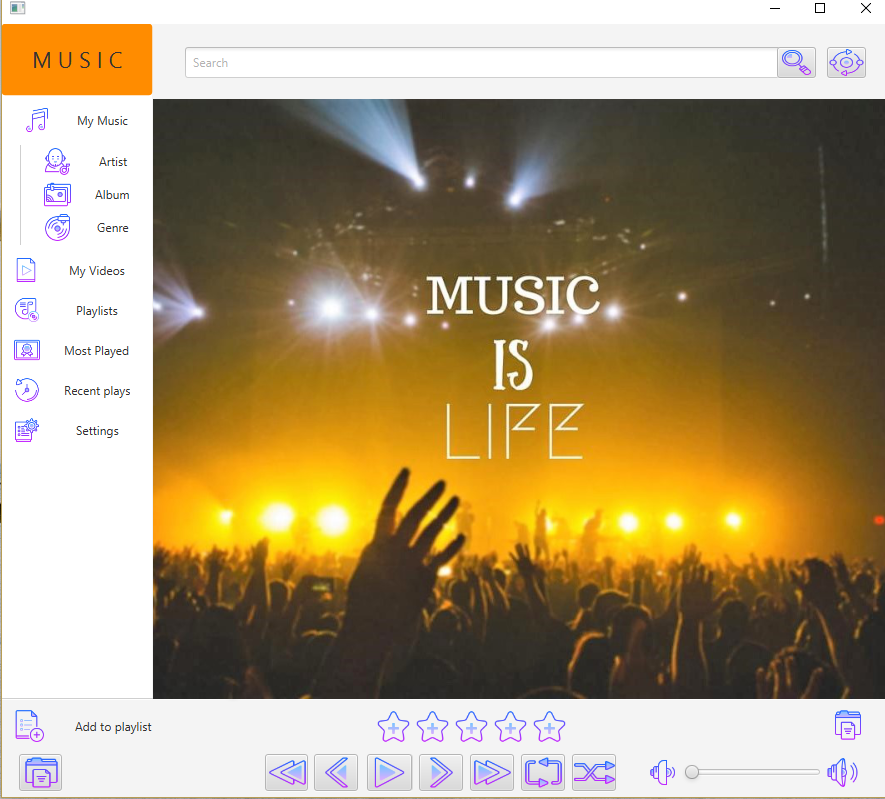 MUSIC
Search
My Music
Artist
Album
Genre
My Videos
Playlists
Most Played
Recent plays
Settings
MUSIC
IS
LIFE
Add to playlist